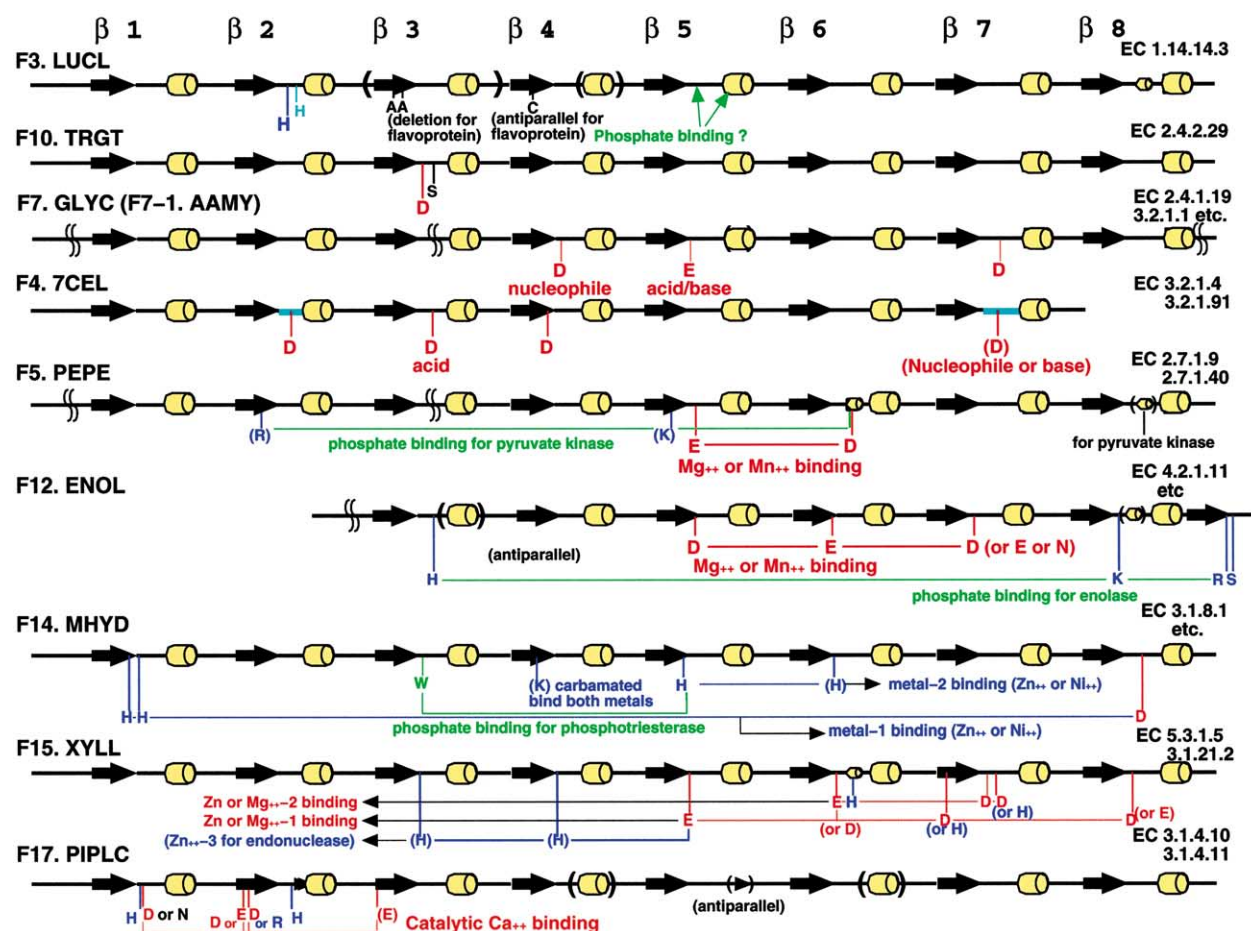 β 1 β 2 β 3 β 4 β 5 β 6 β 7 β 8
F3. LUCL EC 1.14.14.3
( ) ( )
H H AA C
(deletion for flavoprotein)
(antiparallel for flavoprotein)
Phosphate binding ?
F10. TRGT EC 2.4.2.29
D S
F7. GLYC (F7-1. AAMY) EC 2.4.1.19
3.2.1.1 etc.
( )
D E D
nucleophile acid/base
F4. 7CEL EC 3.2.1.4
3.2.1.91
D D D (D)
acid (Nucleophile or base)
F5. PEPE EC 2.7.1.9
2.7.1.40
( )
(R) phosphate binding for pyruvate kinase (K) E D for pyruvate kinase
Mg++ or Mn++ binding
F12. ENOL EC 4.2.1.11
etc
( ) ( )
(antiparallel) D E D (or E or N)
Mg++ or Mn++ binding
H K R S
phosphate binding for enolase
F14. MHYD EC 3.1.8.1
etc.
W (K) carbamated H (H) metal-2 binding (Zn++ or Ni++)
bind both metals
H H D
phosphate binding for phosphotriesterase
metal-1 binding (Zn++ or Ni++)
F15. XYLL EC 5.3.1.5
3.1.21.2
Zn or Mg++-2 binding E H D D
(or H)
Zn or Mg++-1 binding E D D (or E)
(or D) (or H)
(Zn++-3 for endonuclease) (H) (H)
F17. PIPLC EC 3.1.4.10
3.1.4.11
( ) ( ) ( )
(antiparallel)
H D or N D or E D or R H (E)
Catalytic Ca++ binding